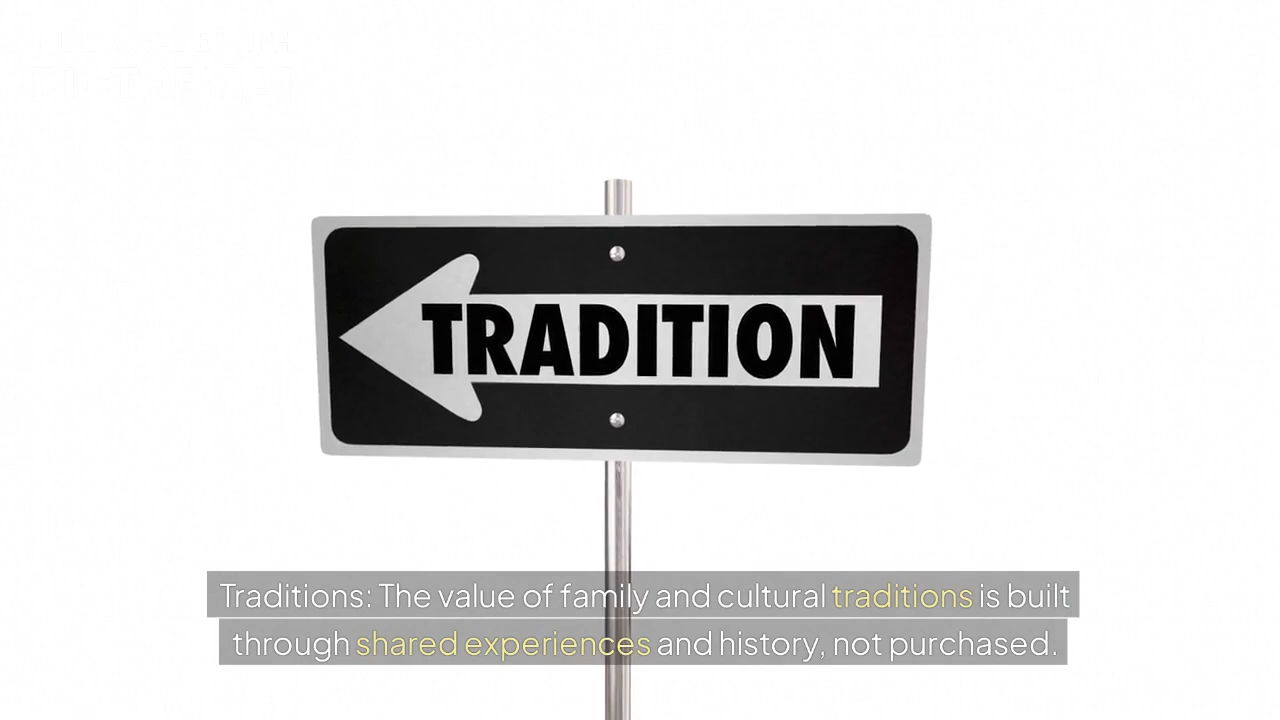 TRADITION
Traditions: The value of family and cultural traditions is built
through shared experiences and history, not purchased.